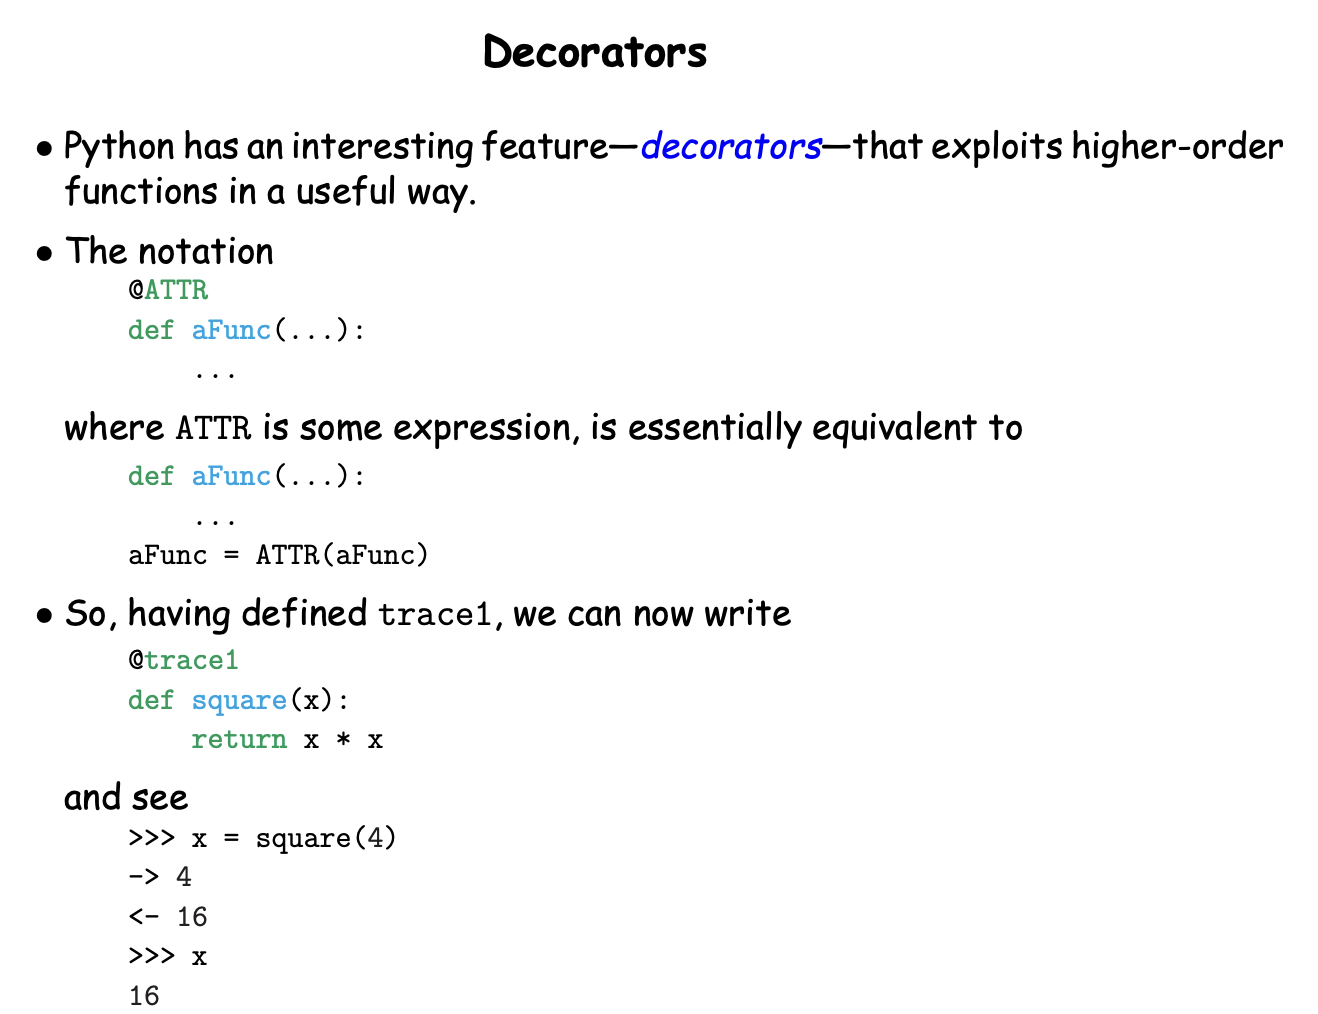 Decorators
• Python has an interesting feature—decorators—that exploits higher-order
functions in a useful way.
• The notation
@ATTR
def aFunc(...):
    ...
where ATTR is some expression, is essentially equivalent to
def aFunc(...):
    ...
aFunc = ATTR(aFunc)
• So, having defined trace1, we can now write
@trace1
def square(x):
    return x * x
and see
>>> x = square(4)
-> 4
<- 16
>>> x
16